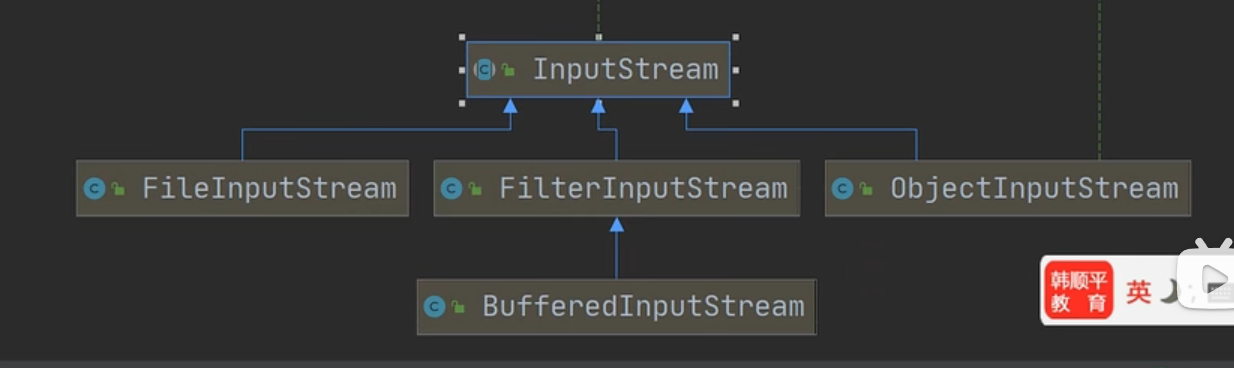 InputStream
FileInputStream
FilterInputStream
ObjectInputStream
BufferedInputStream
韩顺平
教 育
英